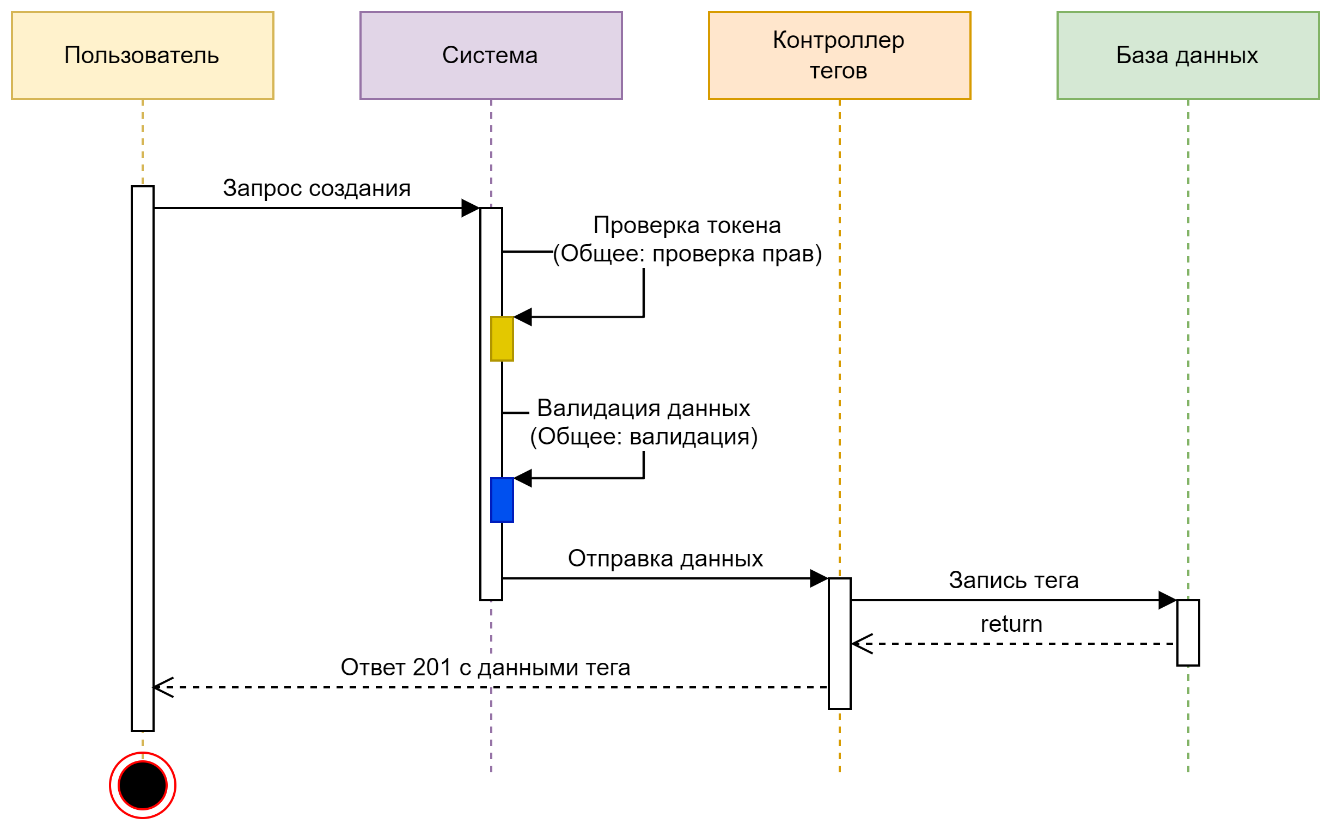 Пользователь
Система
Контроллер
тегов
База данных
Запрос создания
Проверка токена
(Общее: проверка прав)
Валидация данных
(Общее: валидация)
Отправка данных
Запись тега
return
Ответ 201 с данными тега